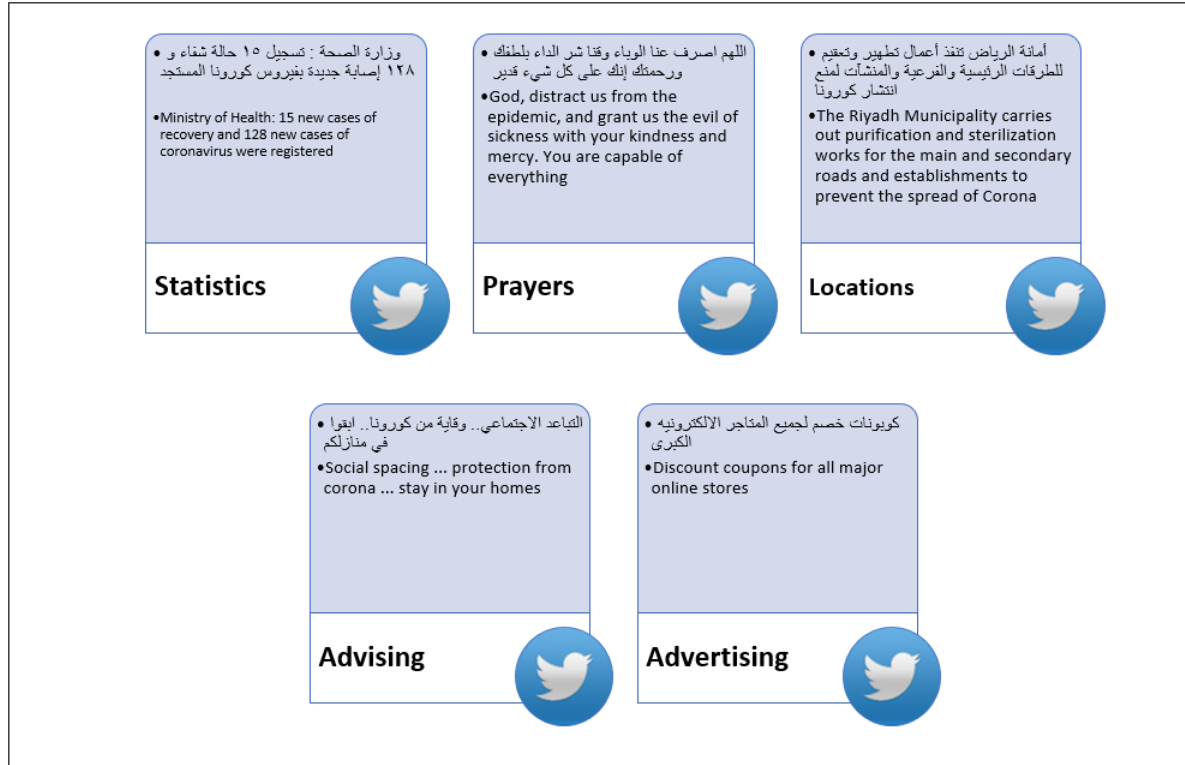 • وزارة الصحة : تسجيل ١٥ حالة شفاء و
١٢٨ إصابة جديدة بفيروس كورونا المستجد
•Ministry of Health: 15 new cases of
recovery and 128 new cases of
coronavirus were registered
Statistics
• اللهم اصرف عنا الوباء وقنا شر الداء بلطفك
ورحمتك إنك على كل شيء قدير
•God, distract us from the
epidemic, and grant us the evil of
sickness with your kindness and
mercy. You are capable of
everything
Prayers
• أمانة الرياض تنفذ أعمال تطهير وتعقيم
للطرقات الرئيسية والفرعية والمنشآت لمنع
انتشار كورونا
•The Riyadh Municipality carries
out purification and sterilization
works for the main and secondary
roads and establishments to
prevent the spread of Corona
Locations
• التباعد الاجتماعي.. وقاية من كورونا.. ابقوا
في منازلكم
•Social spacing ... protection from
corona ... stay in your homes
Advising
• كوبونات خصم لجميع المتاجر الالكترونيه
الكبرى
•Discount coupons for all major
online stores
Advertising